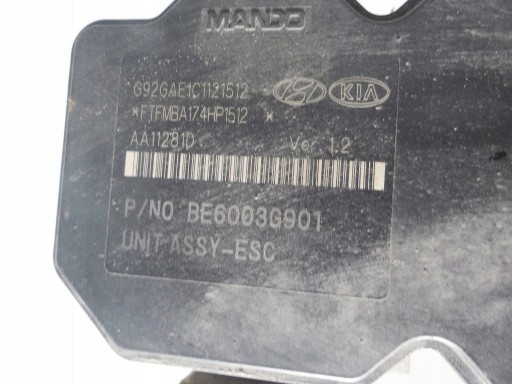 MANDO
G92GAE1C1121512
*FTFMBA174HP1512 *
KIA
AA11281D Ver 1.2
P/NO BE6003G901
UNIT ASSY-ESC